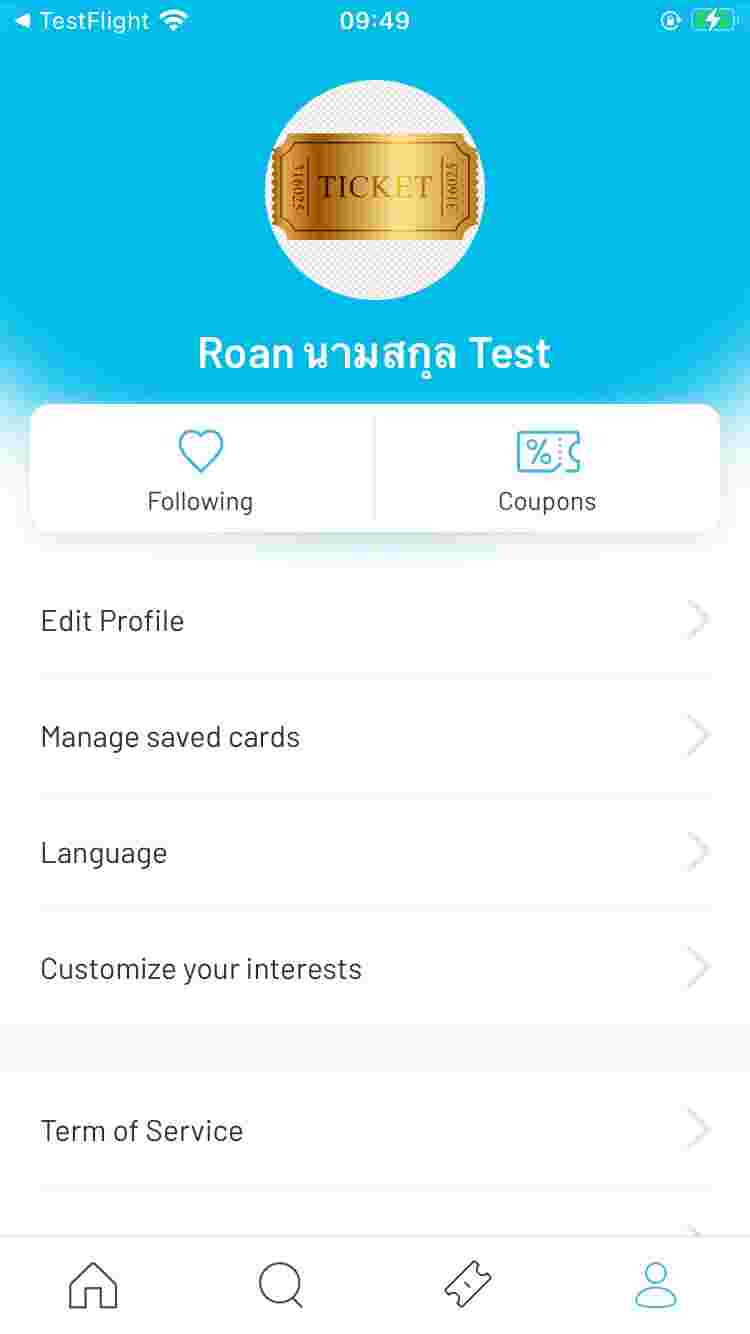 TestFlight
09:49
TICKET
316025
Roan นามสกุล Test
Following
Coupons
Edit Profile
Manage saved cards
Language
Customize your interests
Term of Service